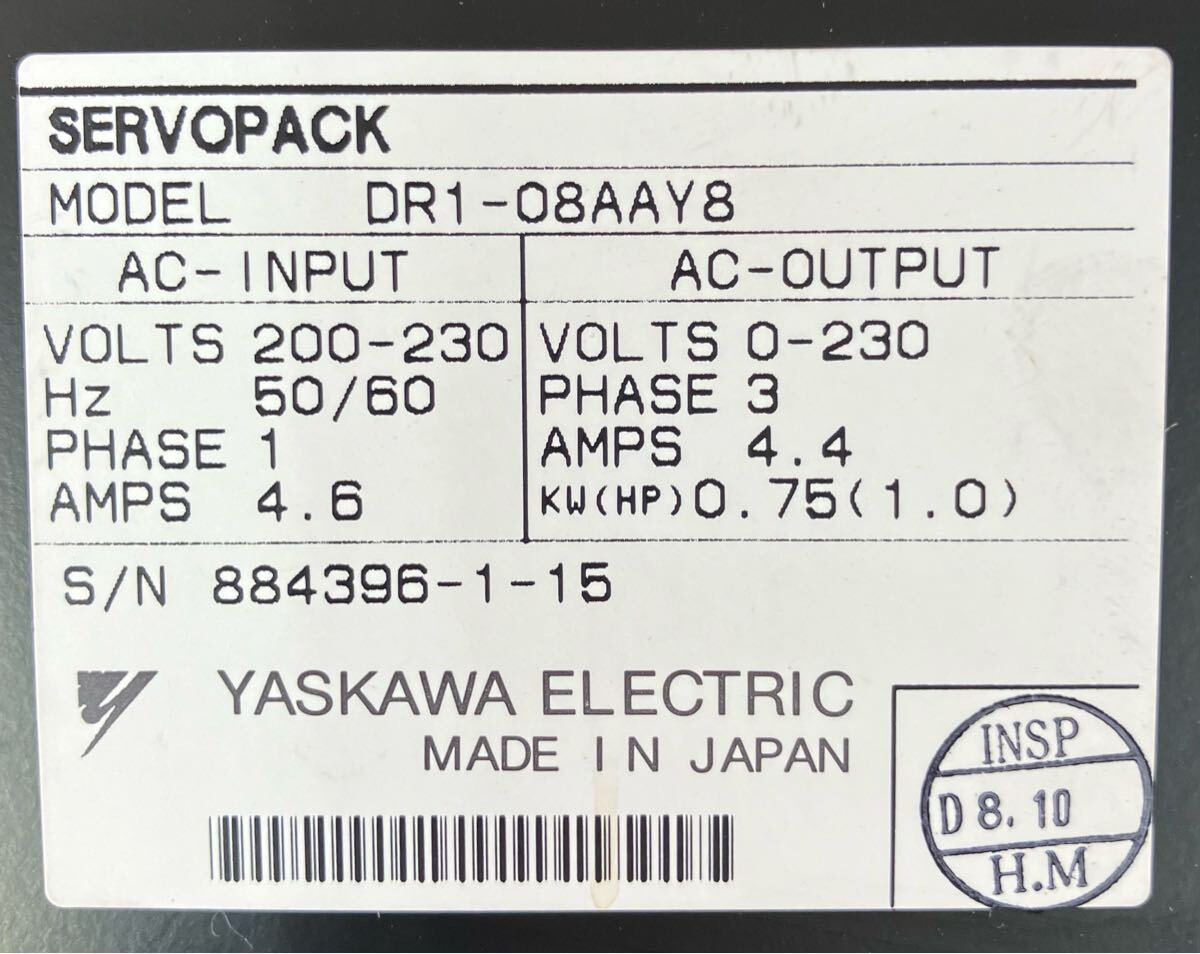 SERVOPACK
MODEL DR1-08AAY8
AC-INPUT
VOLTS 200-230
Hz 50/60
PHASE 1
AMPS 4.6
AC-OUTPUT
VOLTS 0-230
PHASE 3
AMPS 4.4
KW(HP) 0.75(1.0)
S/N 884396-1-15
YASKAWA ELECTRIC
MADE IN JAPAN
INSP
D 8.10
H.M